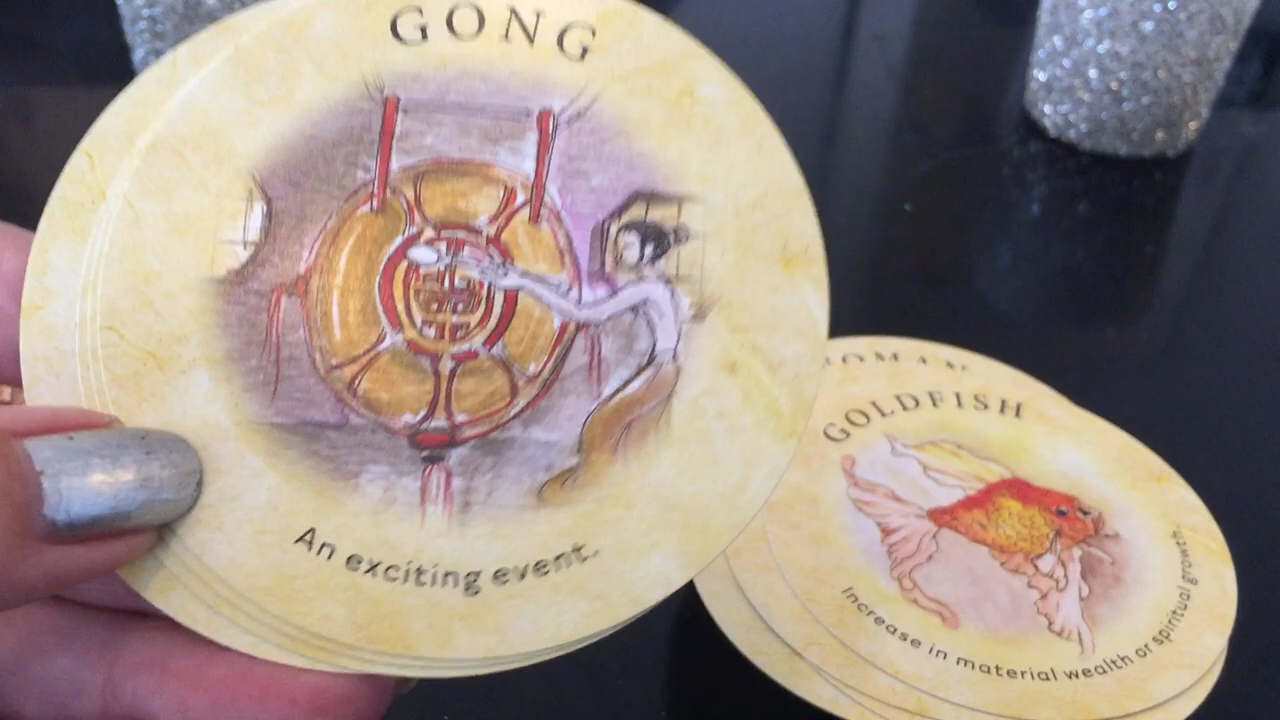 GONG
An exciting event.
GOLDFISH
Increase in material wealth or spiritual growth.